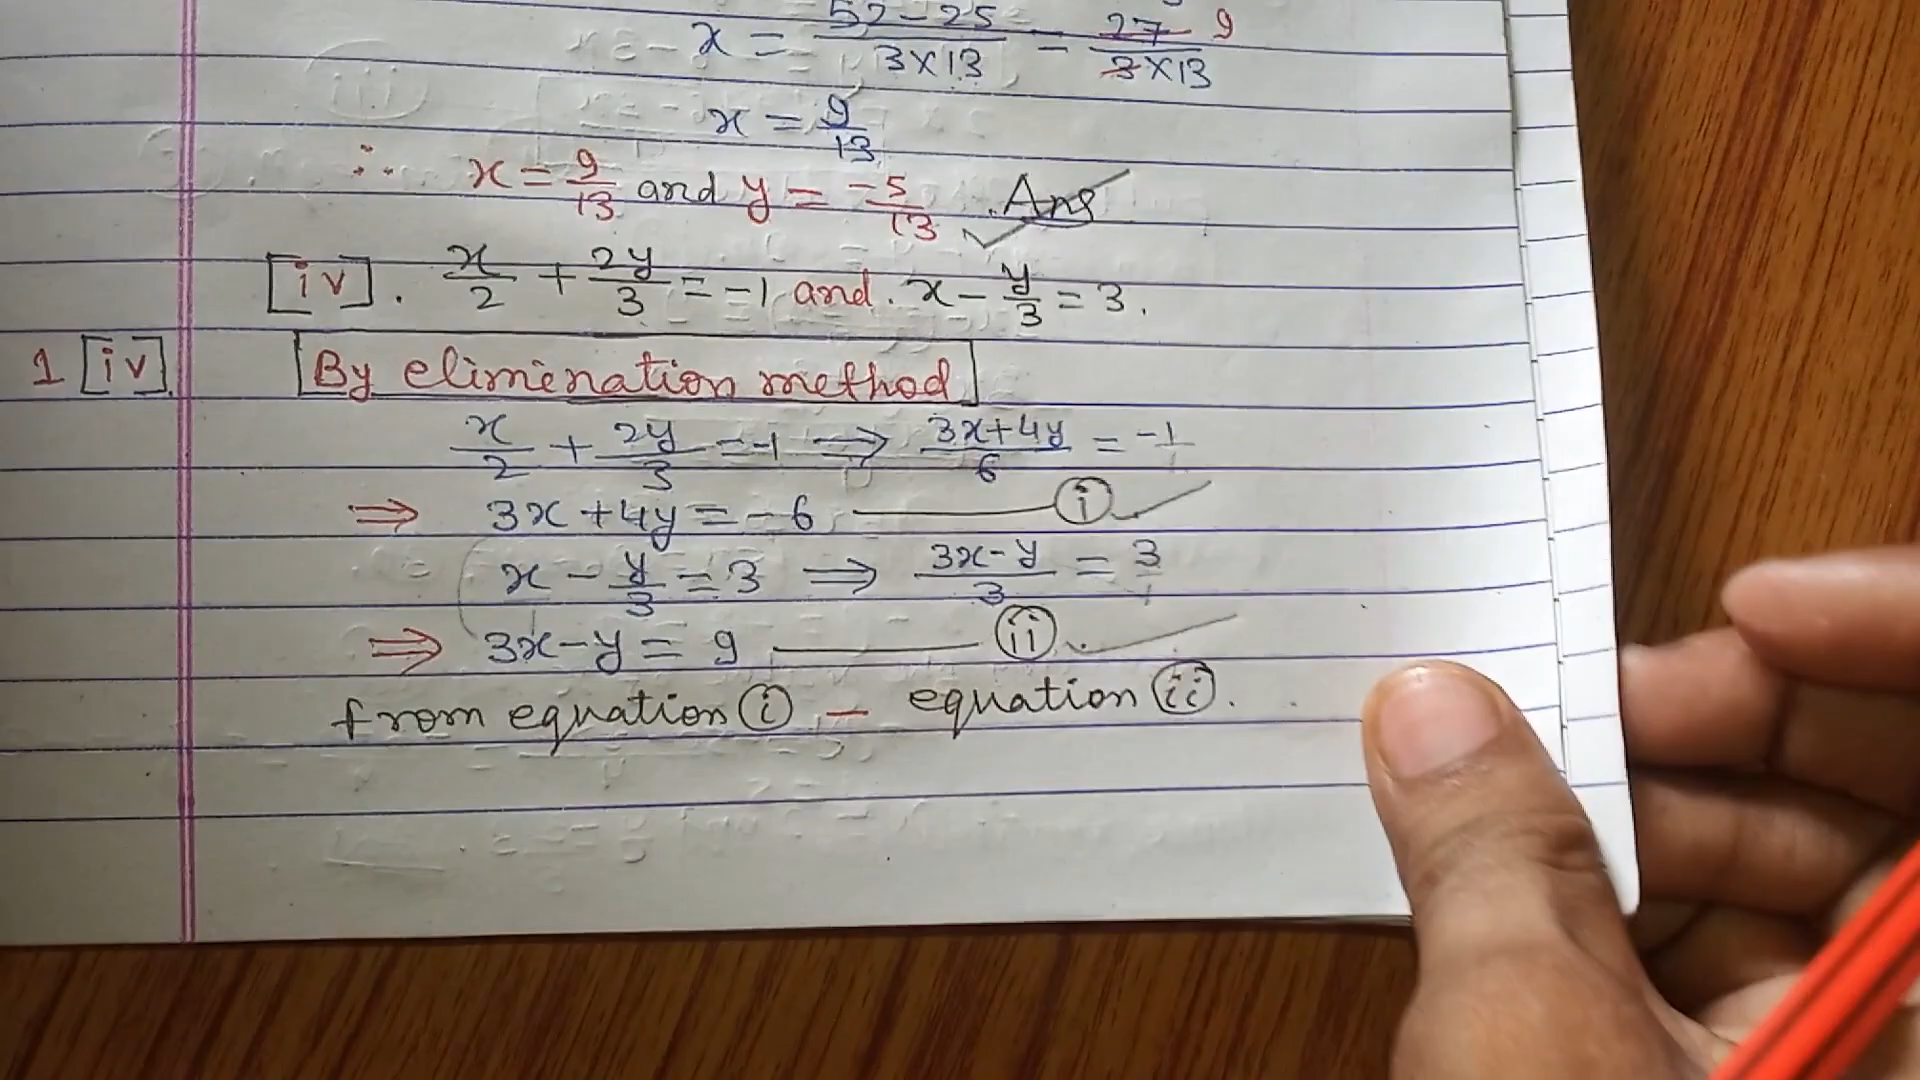 x = 52-25/3×13 = 27/3×13 9
x = 9/13
∴ x = 9/13 and y = -5/13 Ans
[iv]. x/2 + 2y/3 = -1 and. x - y/3 = 3.
1 [iv]. By elimination method
x/2 + 2y/3 = -1 ⇒ 3x+4y/6 = -1/1
⇒ 3x + 4y = -6 —— (i)
x - y/3 = 3 ⇒ 3x-y/3 = 3/1
⇒ 3x - y = 9 —— (ii)
from equation (i) - equation (ii).